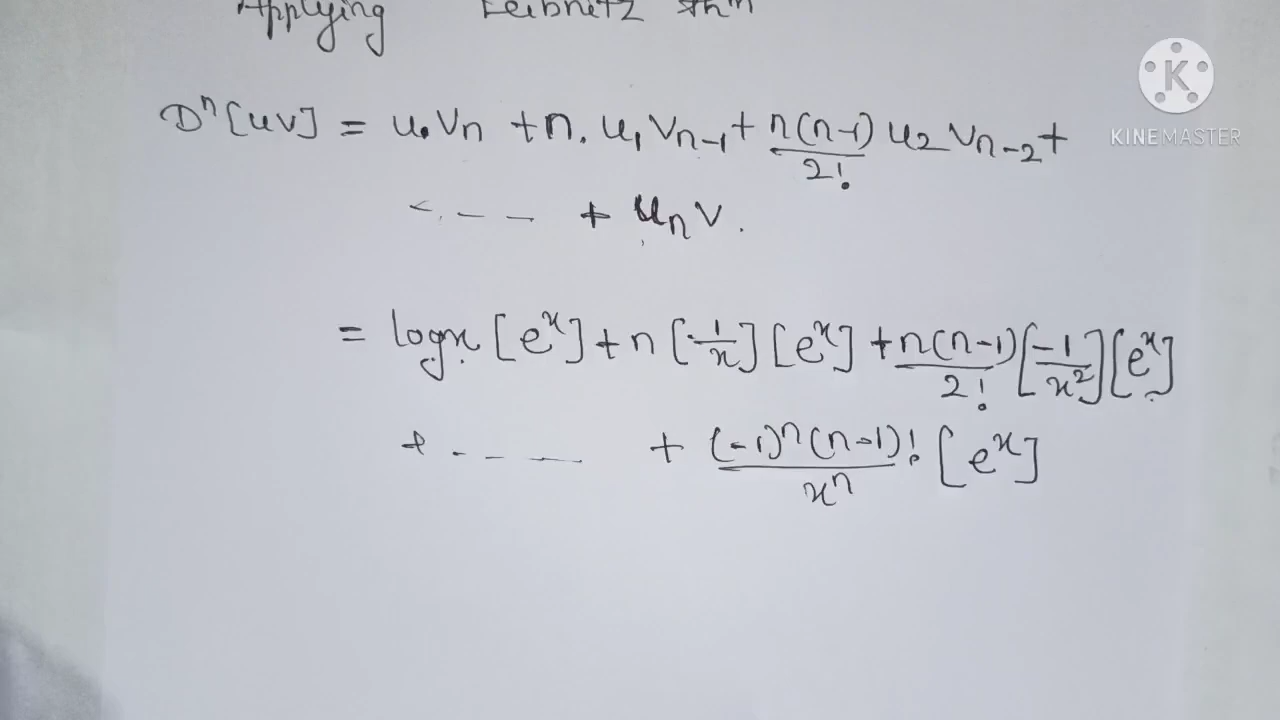 Applying Leibnitz thm
Dⁿ[uv] = u. vₙ + n. u₁ vₙ₋₁ + n(n-1)/2! u₂ vₙ₋₂ +
---- + uₙ v.
= logx [eˣ] + n [1/x] [eˣ] + n(n-1)/2! [-1/x²] [eˣ]
+ ---- + (-1)ⁿ(n-1)!/xⁿ [eˣ]
K
KINEMASTER